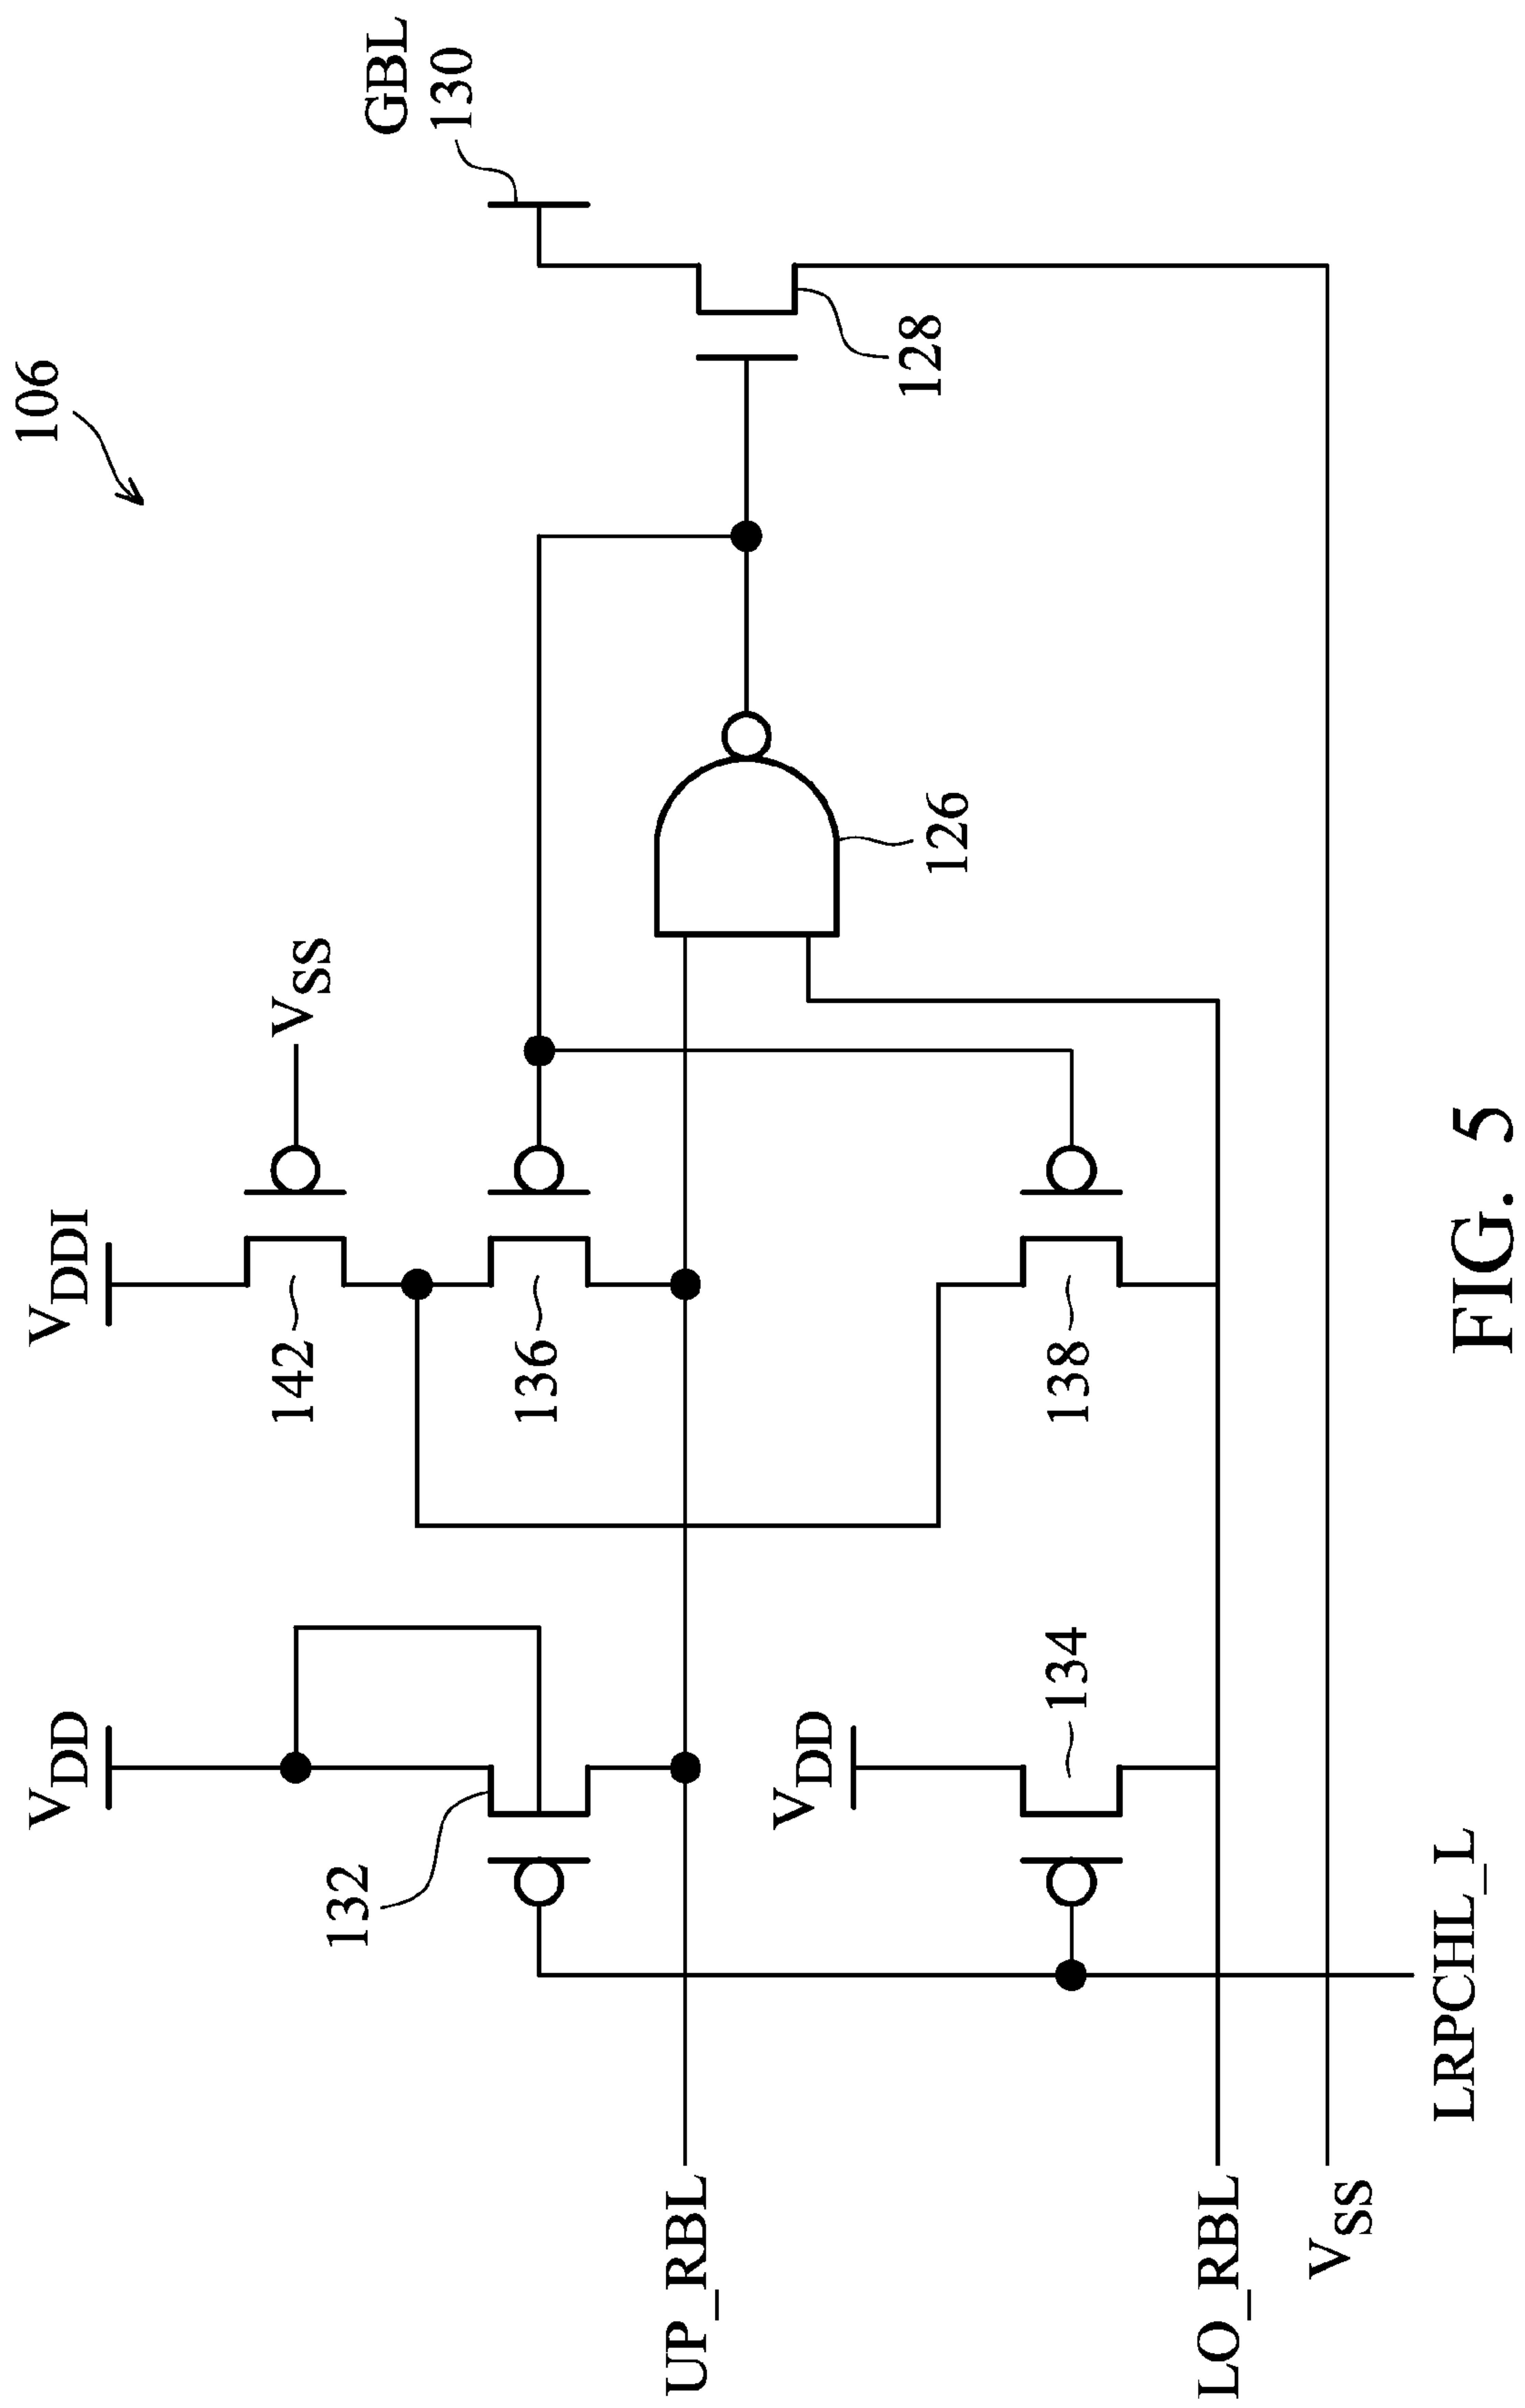 106
GBL
130
V_DDI
V_SS
V_DD
142
136
132
128
126
V_DD
134
138
UP_RBL
LO_RBL
V_SS
LRPCHL_L
FIG. 5